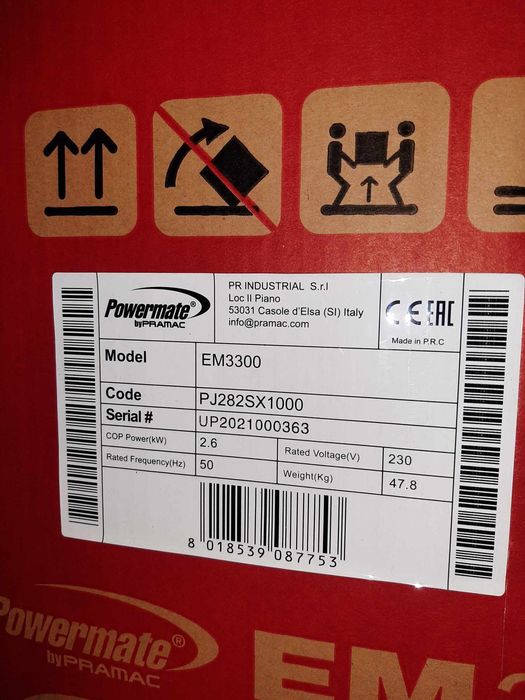 Powermate®
by PRAMAC
PR INDUSTRIAL S.r.l
Loc Il Piano
53031 Casole d'Elsa (SI) Italy
info@pramac.com
CE EAC
Made in P.R.C
Model EM3300
Code PJ282SX1000
Serial # UP2021000363
COP Power(kW) 2.6 Rated Voltage(V) 230
Rated Frequency(Hz) 50 Weight(Kg) 47.8
8 018539 087753
Powermate®
by PRAMAC